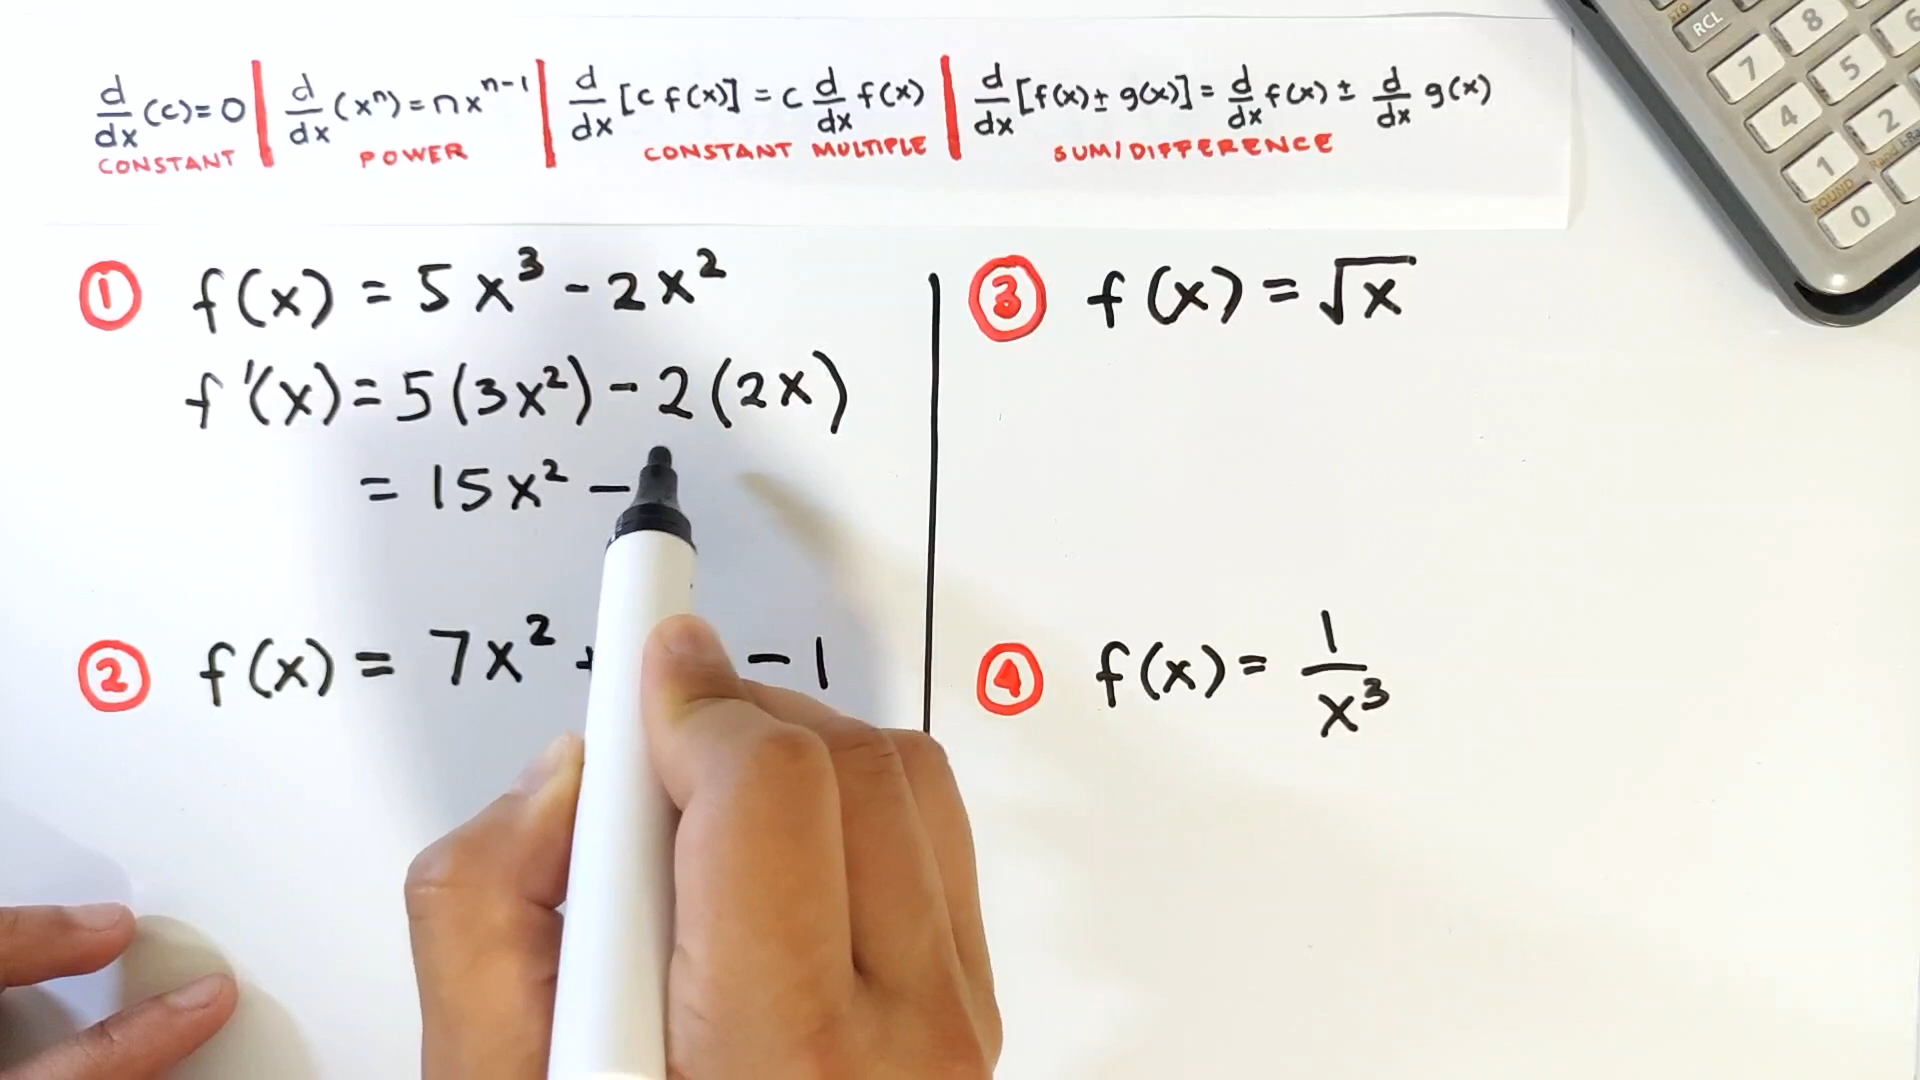 d/dx (c) = 0 | d/dx (xⁿ) = nxⁿ⁻¹ | d/dx [c f(x)] = c d/dx f(x) | d/dx [f(x) ± g(x)] = d/dx f(x) ± d/dx g(x)
CONSTANT POWER CONSTANT MULTIPLE SUM/DIFFERENCE
① f(x) = 5x³ - 2x²
f'(x) = 5(3x²) - 2(2x)
= 15x² -
② f(x) = 7x² + - 1
③ f(x) = √x
④ f(x) = 1/x³
RCL
7 8
4 5
1 2
0
ROUND